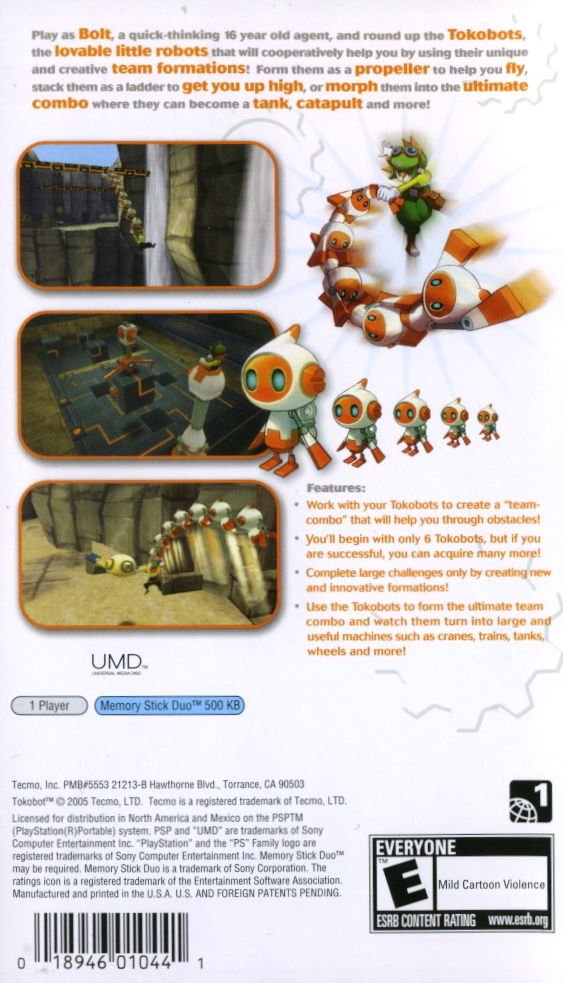 Play as Bolt, a quick-thinking 16 year old agent, and round up the Tokobots,
the lovable little robots that will cooperatively help you by using their unique
and creative team formations! Form them as a propeller to help you fly,
stack them as a ladder to get you up high, or morph them into the ultimate
combo where they can become a tank, catapult and more!
Features:
• Work with your Tokobots to create a "team-
combo" that will help you through obstacles!
• You'll begin with only 6 Tokobots, but if you
are successful, you can acquire many more!
• Complete large challenges only by creating new
and innovative formations!
• Use the Tokobots to form the ultimate team
combo and watch them turn into large and
useful machines such as cranes, trains, tanks,
wheels and more!
UMD™
UNIVERSAL MEDIA DISC
1 Player
Memory Stick Duo™ 500 KB
Tecmo, Inc. PMB#5553 21213-B Hawthorne Blvd., Torrance, CA 90503
Tokobot™ © 2005 Tecmo, LTD. Tecmo is a registered trademark of Tecmo, LTD.
Licensed for distribution in North America and Mexico on the PSPTM
(PlayStation(R)Portable) system. PSP and "UMD" are trademarks of Sony
Computer Entertainment Inc. "PlayStation" and the "PS" Family logo are
registered trademarks of Sony Computer Entertainment Inc. Memory Stick Duo™
may be required. Memory Stick Duo is a trademark of Sony Corporation. The
ratings icon is a registered trademark of the Entertainment Software Association.
Manufactured and printed in the U.S.A. U.S. AND FOREIGN PATENTS PENDING.
1
EVERYONE
™
E
Mild Cartoon Violence
ESRB CONTENT RATING www.esrb.org
0 18946 01044 1